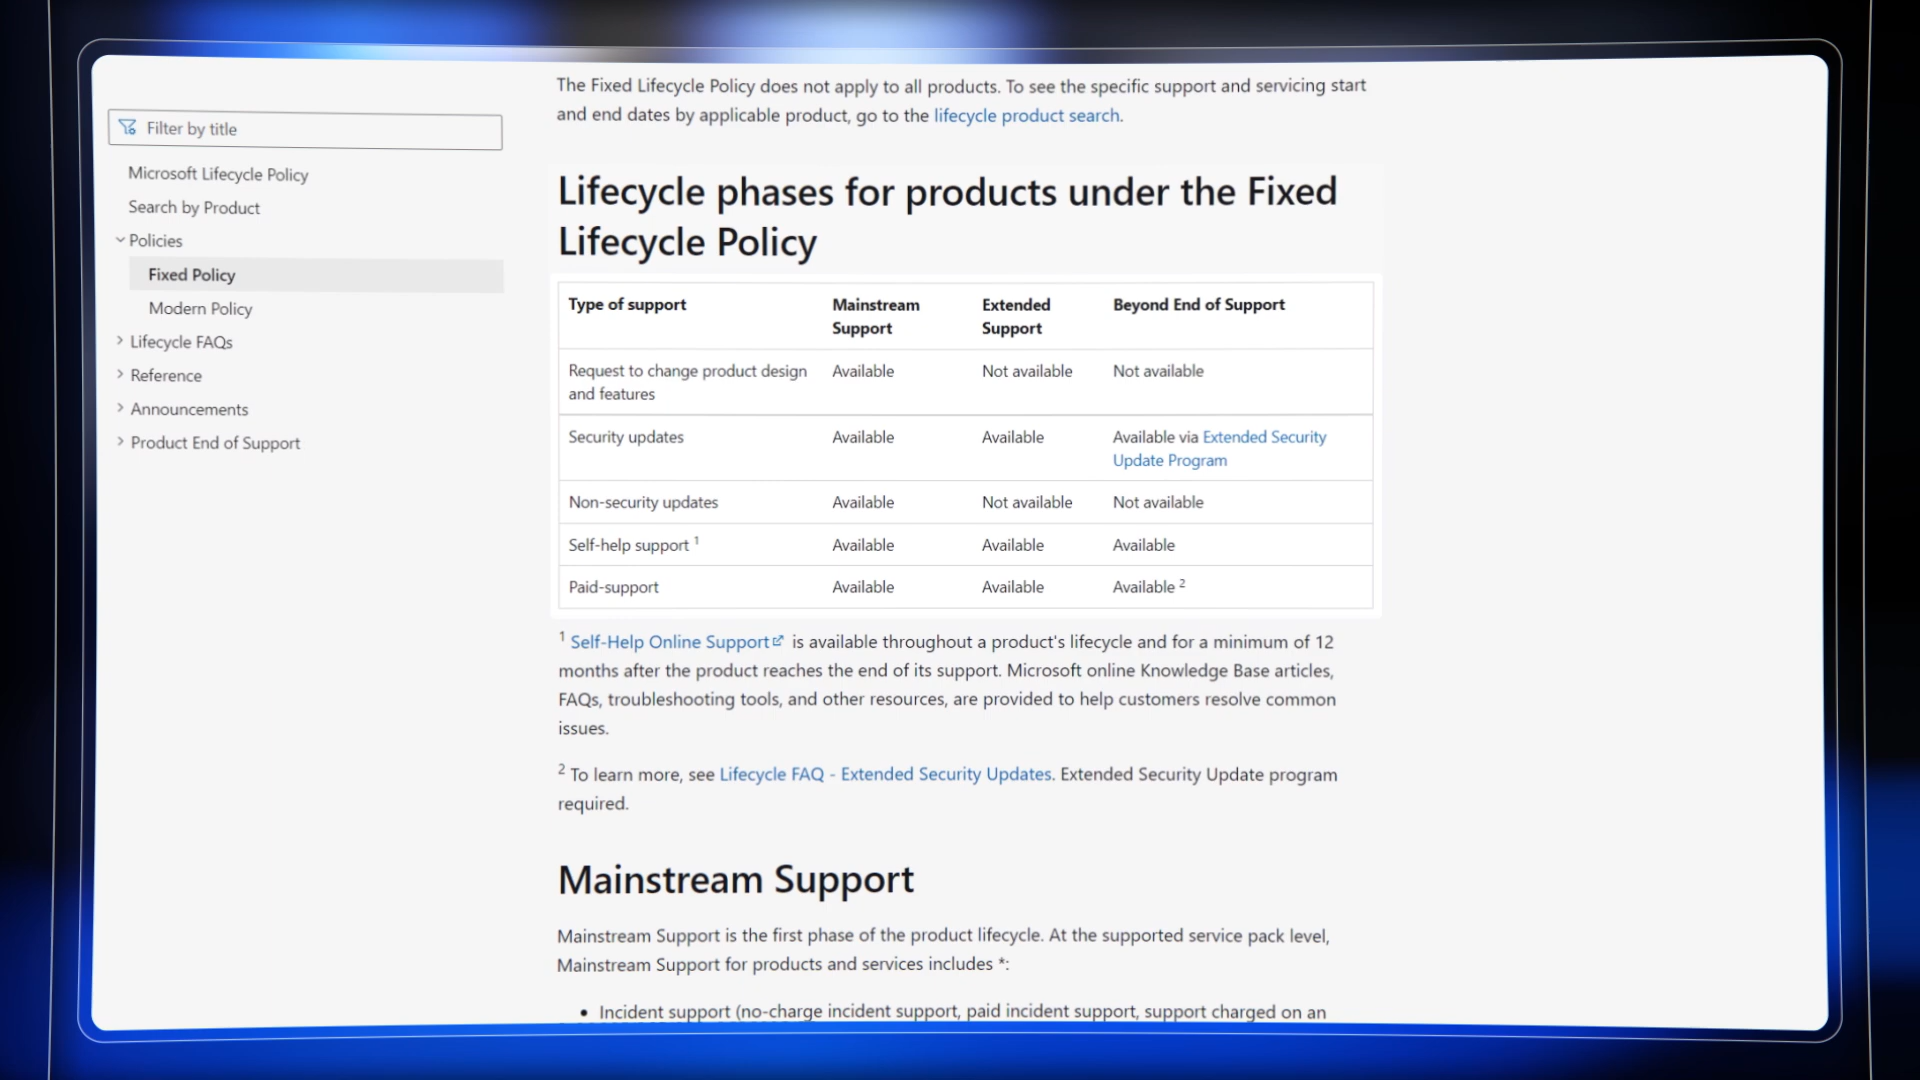 The Fixed Lifecycle Policy does not apply to all products. To see the specific support and servicing start
and end dates by applicable product, go to the lifecycle product search.
Filter by title
Microsoft Lifecycle Policy
Search by Product
Policies
Fixed Policy
Modern Policy
Lifecycle FAQs
Reference
Announcements
Product End of Support
Lifecycle phases for products under the Fixed
Lifecycle Policy
Type of support Mainstream Support Extended Support Beyond End of Support
Request to change product design and features Available Not available Not available
Security updates Available Available Available via Extended Security Update Program
Non-security updates Available Not available Not available
Self-help support 1 Available Available Available
Paid-support Available Available Available 2
1 Self-Help Online Support is available throughout a product's lifecycle and for a minimum of 12
months after the product reaches the end of its support. Microsoft online Knowledge Base articles,
FAQs, troubleshooting tools, and other resources, are provided to help customers resolve common
issues.
2 To learn more, see Lifecycle FAQ - Extended Security Updates. Extended Security Update program
required.
Mainstream Support
Mainstream Support is the first phase of the product lifecycle. At the supported service pack level,
Mainstream Support for products and services includes *:
• Incident support (no-charge incident support, paid incident support, support charged on an